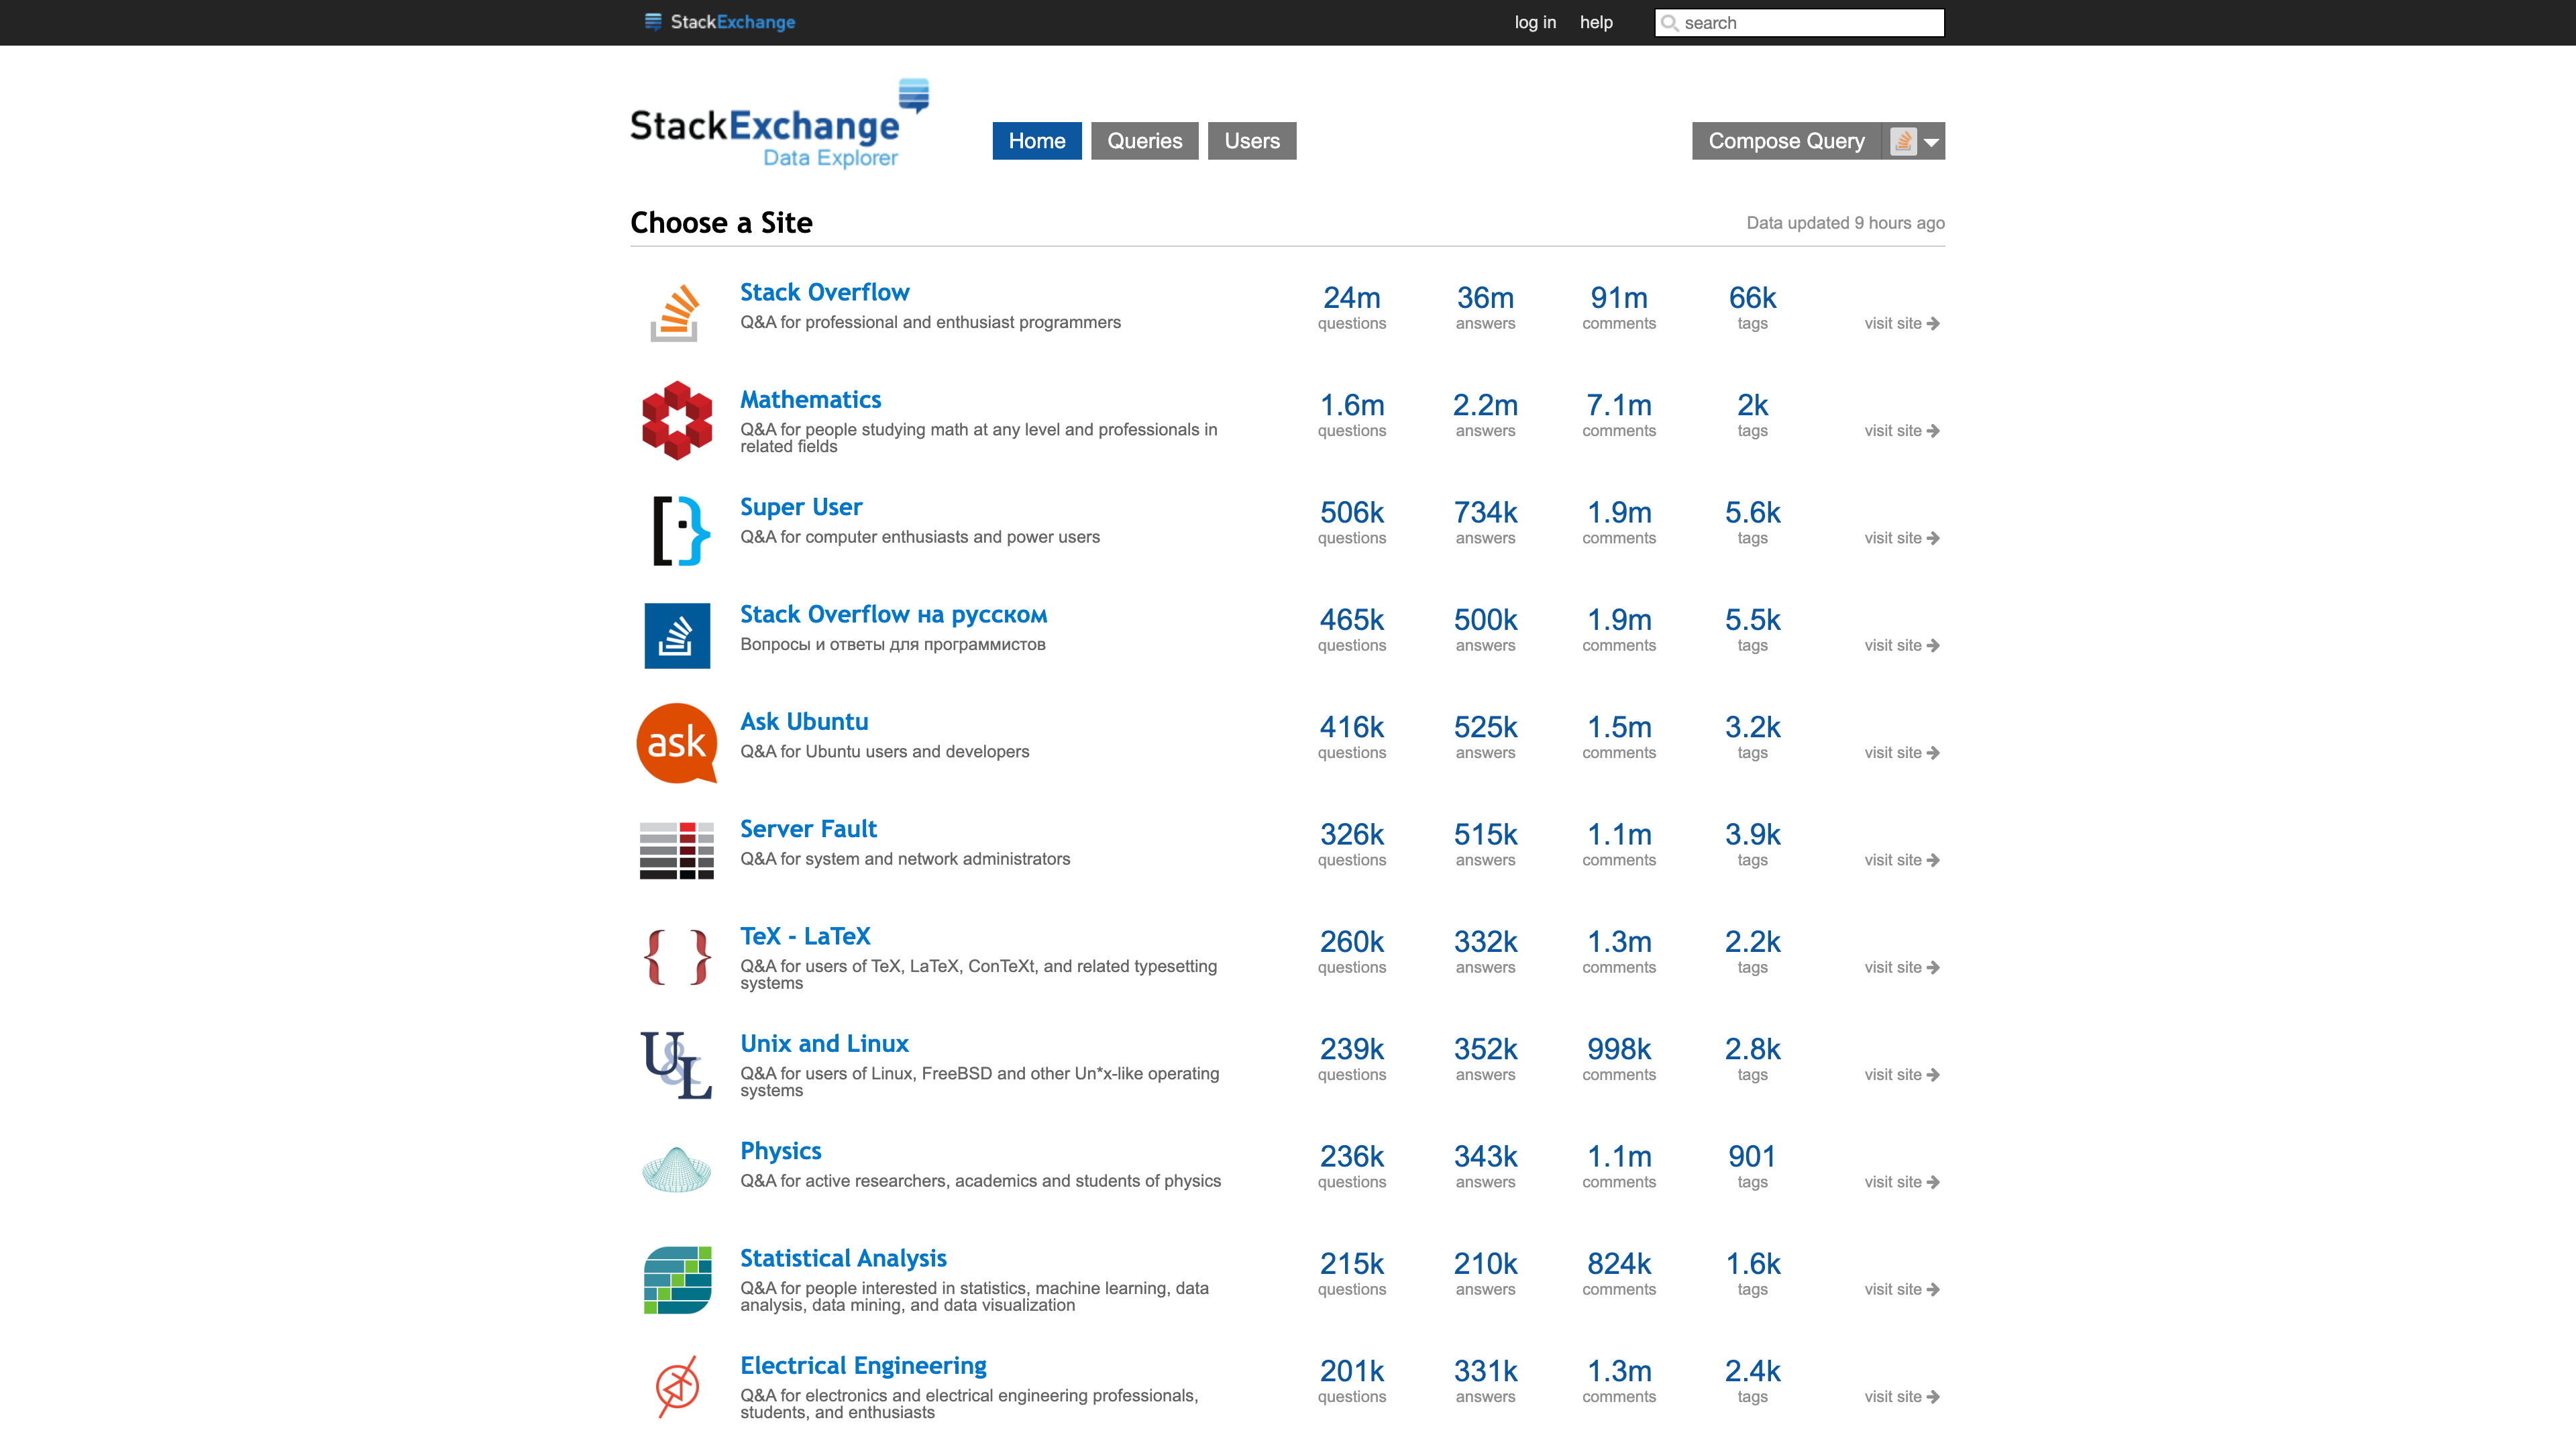 StackExchange
log in help search
StackExchange
Data Explorer
Home Queries Users Compose Query
Choose a Site Data updated 9 hours ago
Stack Overflow 24m 36m 91m 66k
Q&A for professional and enthusiast programmers questions answers comments tags visit site
Mathematics 1.6m 2.2m 7.1m 2k
Q&A for people studying math at any level and professionals in questions answers comments tags visit site
related fields
Super User 506k 734k 1.9m 5.6k
Q&A for computer enthusiasts and power users questions answers comments tags visit site
Stack Overflow на русском 465k 500k 1.9m 5.5k
Вопросы и ответы для программистов questions answers comments tags visit site
ask
Ask Ubuntu 416k 525k 1.5m 3.2k
Q&A for Ubuntu users and developers questions answers comments tags visit site
Server Fault 326k 515k 1.1m 3.9k
Q&A for system and network administrators questions answers comments tags visit site
TeX - LaTeX 260k 332k 1.3m 2.2k
Q&A for users of TeX, LaTeX, ConTeXt, and related typesetting questions answers comments tags visit site
systems
U&L
Unix and Linux 239k 352k 998k 2.8k
Q&A for users of Linux, FreeBSD and other Un*x-like operating questions answers comments tags visit site
systems
Physics 236k 343k 1.1m 901
Q&A for active researchers, academics and students of physics questions answers comments tags visit site
Statistical Analysis 215k 210k 824k 1.6k
Q&A for people interested in statistics, machine learning, data questions answers comments tags visit site
analysis, data mining, and data visualization
Electrical Engineering 201k 331k 1.3m 2.4k
Q&A for electronics and electrical engineering professionals, questions answers comments tags visit site
students, and enthusiasts